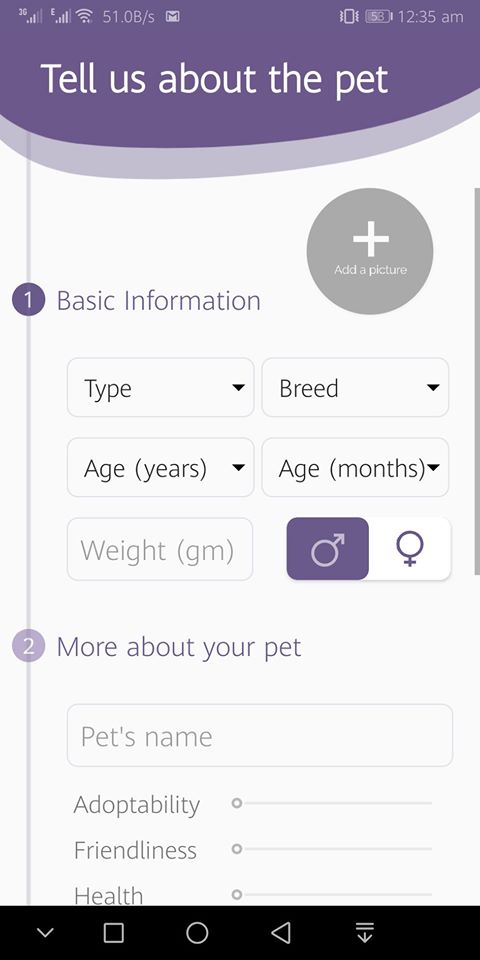 3G E 51.0B/s 58 12:35 am
Tell us about the pet
Add a picture
1 Basic Information
Type Breed
Age (years) Age (months)
Weight (gm)
2 More about your pet
Pet's name
Adoptability
Friendliness
Health